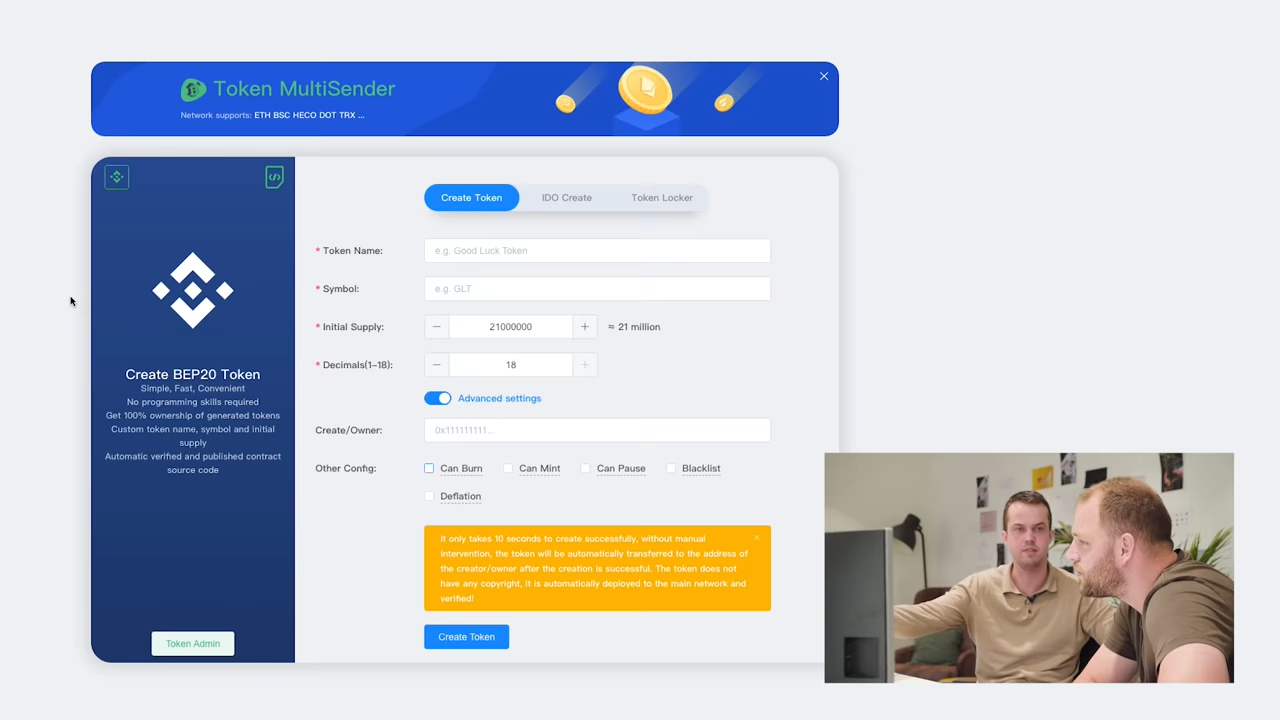 Token MultiSender
Network supports: ETH BSC HECO DOT TRX ...
Create BEP20 Token
Simple, Fast, Convenient
No programming skills required
Get 100% ownership of generated tokens
Custom token name, symbol and initial
supply
Automatic verified and published contract
source code
Token Admin
Create Token
IDO Create
Token Locker
* Token Name:
e.g. Good Luck Token
* Symbol:
e.g. GLT
* Initial Supply:
21000000
≈ 21 million
* Decimals(1-18):
18
Advanced settings
Create/Owner:
0x111111111...
Other Config:
Can Burn
Can Mint
Can Pause
Blacklist
Deflation
It only takes 10 seconds to create successfully, without manual
intervention, the token will be automatically transferred to the address of
the creator/owner after the creation is successful. The token does not
have any copyright, it is automatically deployed to the main network and
verified!
Create Token